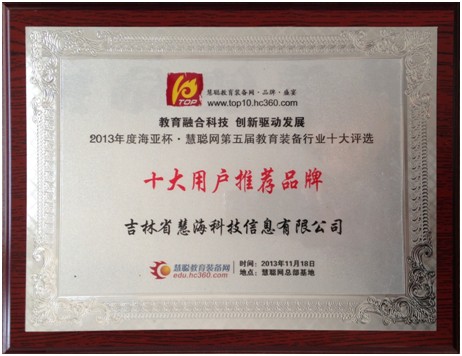 10
TOP
慧聪教育装备网·品牌·盛宴
www.top10.hc360.com
教育融合科技 创新驱动发展
2013年度海亚杯·慧聪网第五届教育装备行业十大评选
十大用户推荐品牌
吉林省慧海科技信息有限公司
慧聪教育装备网
edu.hc360.com
时间:2013年11月18日
地点:慧聪网总部基地